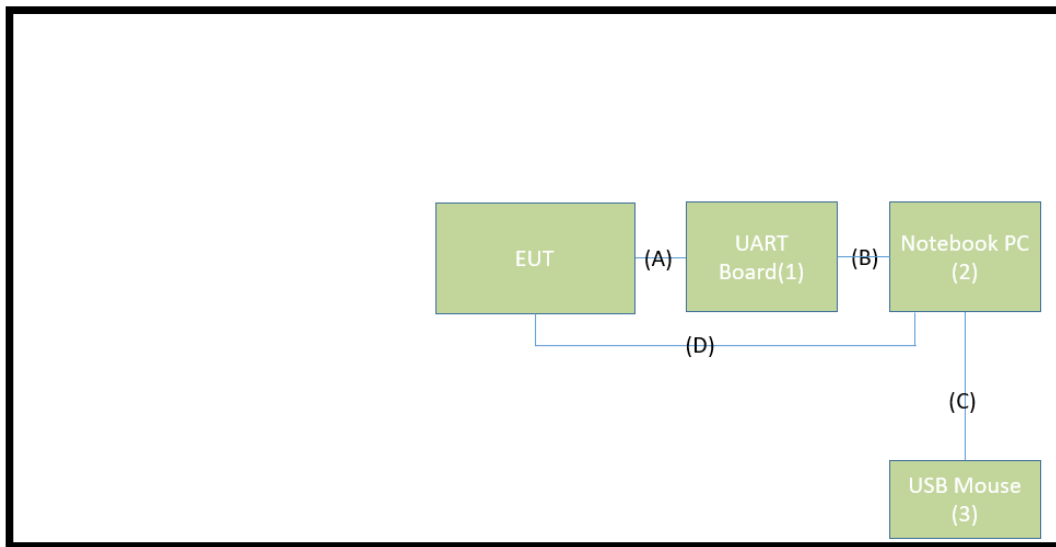 EUT
(A)
UART
Board(1)
(B)
Notebook PC
(2)
(D)
(C)
USB Mouse
(3)